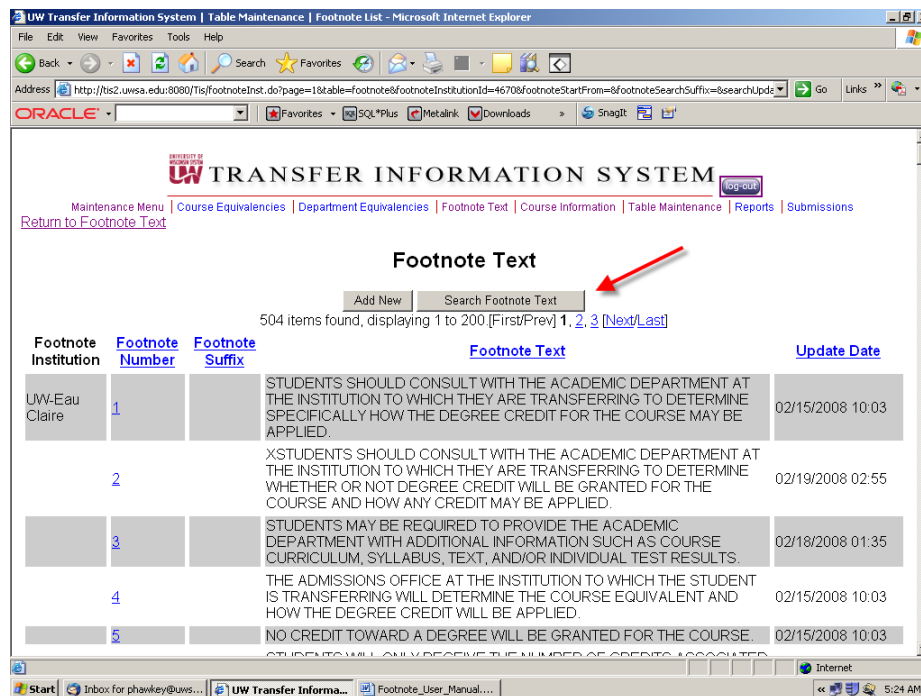 UW Transfer Information System | Table Maintenance | Footnote List - Microsoft Internet Explorer
File Edit View Favorites Tools Help
Back Search Favorites
Address http://tis2.uwsa.edu:8080/Tis/footnoteInst.do?page=1&table=footnote&footnoteInstitutionId=4670&footnoteStartFrom=&footnoteSearchSuffix=&searchUpda Go Links »
ORACLE Favorites SQL*Plus Metalink Downloads » SnagIt
UNIVERSITY OF WISCONSIN SYSTEM
UW TRANSFER INFORMATION SYSTEM log-out
Maintenance Menu | Course Equivalencies | Department Equivalencies | Footnote Text | Course Information | Table Maintenance | Reports | Submissions
Return to Footnote Text
Footnote Text
Add New Search Footnote Text
504 items found, displaying 1 to 200.[First/Prev] 1, 2, 3 [Next/Last]
Footnote Institution Footnote Number Footnote Suffix Footnote Text Update Date
UW-Eau Claire 1 STUDENTS SHOULD CONSULT WITH THE ACADEMIC DEPARTMENT AT
THE INSTITUTION TO WHICH THEY ARE TRANSFERRING TO DETERMINE
SPECIFICALLY HOW THE DEGREE CREDIT FOR THE COURSE MAY BE
APPLIED. 02/15/2008 10:03
2 XSTUDENTS SHOULD CONSULT WITH THE ACADEMIC DEPARTMENT AT
THE INSTITUTION TO WHICH THEY ARE TRANSFERRING TO DETERMINE
WHETHER OR NOT DEGREE CREDIT WILL BE GRANTED FOR THE
COURSE AND HOW ANY CREDIT MAY BE APPLIED. 02/19/2008 02:55
3 STUDENTS MAY BE REQUIRED TO PROVIDE THE ACADEMIC
DEPARTMENT WITH ADDITIONAL INFORMATION SUCH AS COURSE
CURRICULUM, SYLLABUS, TEXT, AND/OR INDIVIDUAL TEST RESULTS. 02/18/2008 01:35
4 THE ADMISSIONS OFFICE AT THE INSTITUTION TO WHICH THE STUDENT
IS TRANSFERRING WILL DETERMINE THE COURSE EQUIVALENT AND
HOW THE DEGREE CREDIT WILL BE APPLIED. 02/15/2008 10:03
5 NO CREDIT TOWARD A DEGREE WILL BE GRANTED FOR THE COURSE. 02/15/2008 10:03
STUDENTS WILL ONLY RECEIVE THE NUMBER OF CREDITS ASSOCIATED
Internet
Start Inbox for phawkey@uws... UW Transfer Informa... Footnote_User_Manual.... « 5:24 AM